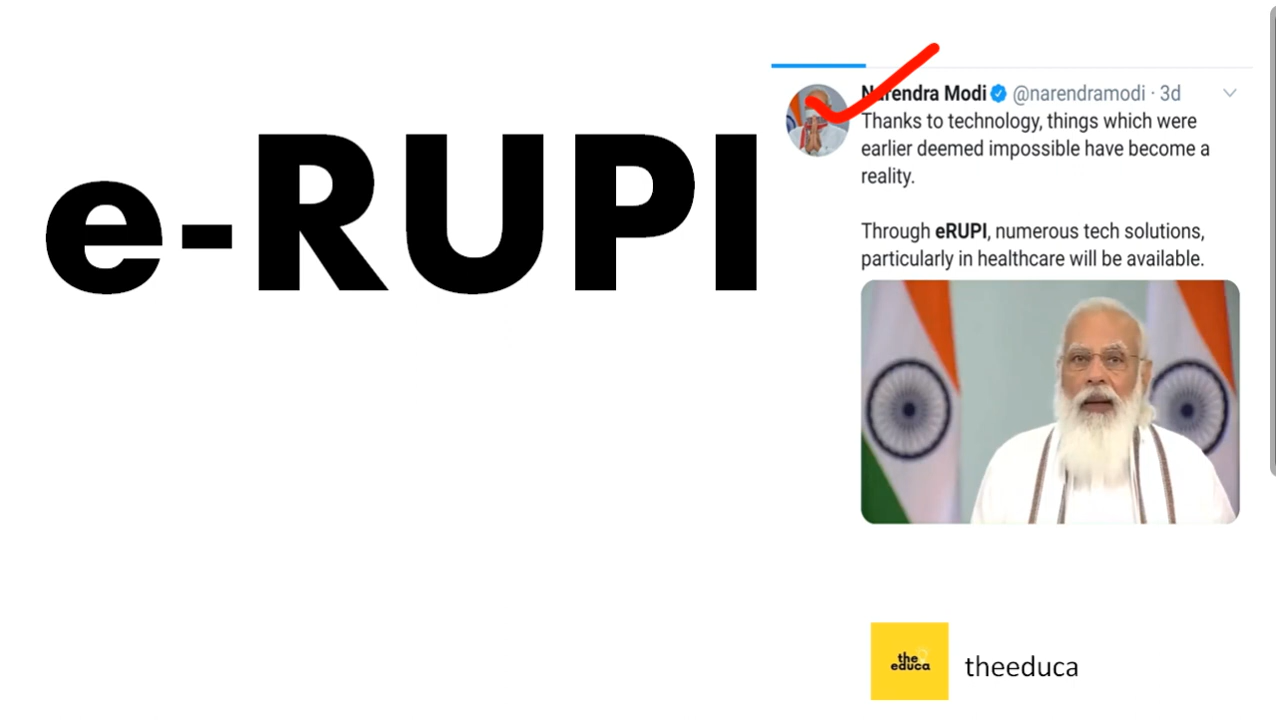 e-RUPI
Narendra Modi @narendramodi · 3d
Thanks to technology, things which were
earlier deemed impossible have become a
reality.
Through eRUPI, numerous tech solutions,
particularly in healthcare will be available.
the
educa
theeduca